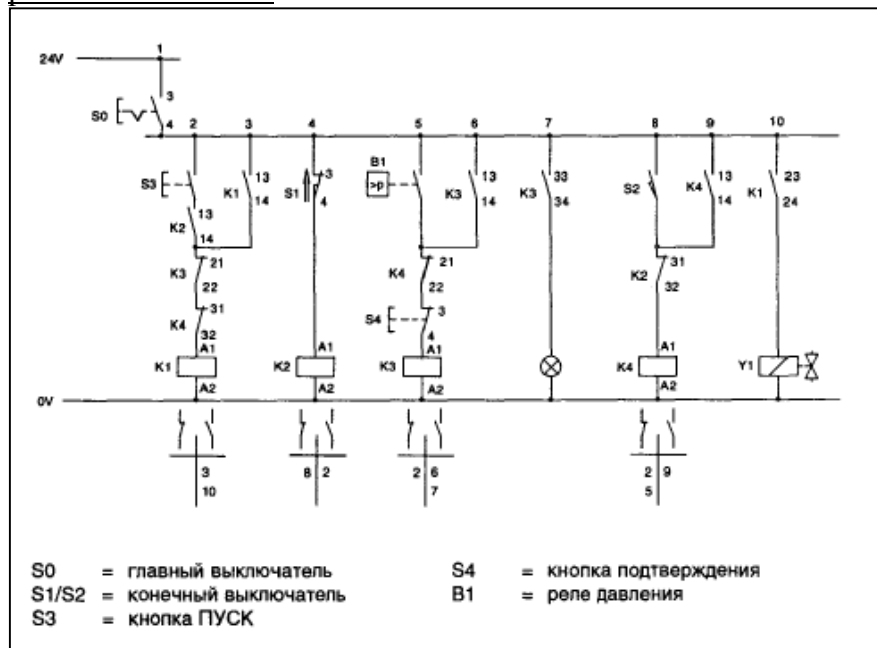 1
24V
3
S0
4
2 3 4 5 6 7 8 9 10
B1
S3
K1 13
14
S1 3
4
>p
K3 13
14
K3 33
34
S2
K4 13
14
K1 23
24
K2 13
14
K3 21
22
K4 21
22
K2 31
32
K4 31
32
S4 3
4
A1 A1 A1 A1
K1 K2 K3 K4 Y1
A2 A2 A2 A2
0V
3 8 2 2 6 2 9
10 7 5
S0 = главный выключатель
S1/S2 = конечный выключатель
S3 = кнопка ПУСК
S4 = кнопка подтверждения
B1 = реле давления